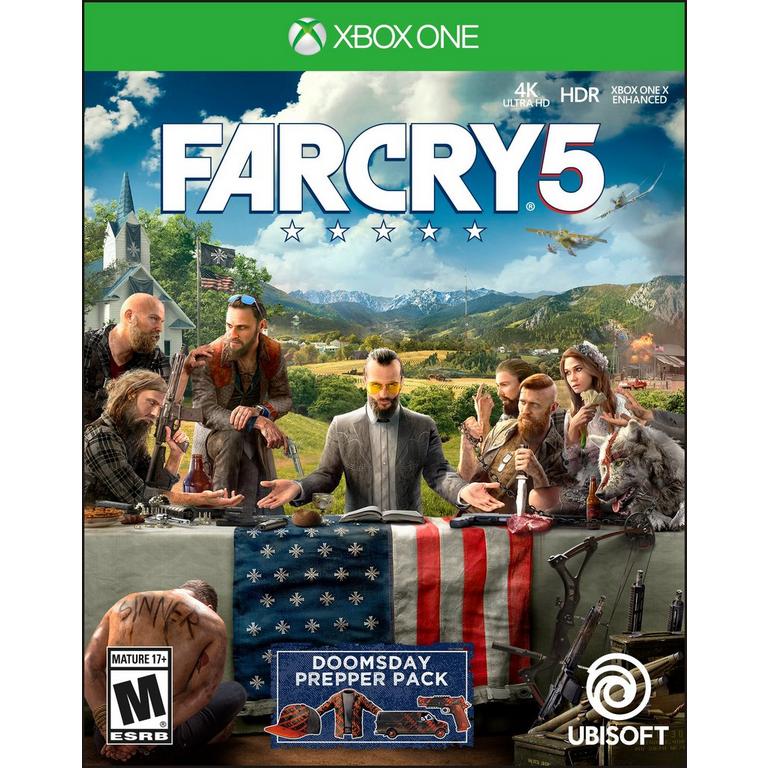 XBOX ONE
4K
ULTRA HD
HDR
XBOX ONE X
ENHANCED
FARCRY5
®
SINNER
MATURE 17+
M
®
ESRB
DOOMSDAY
PREPPER PACK
UBISOFT